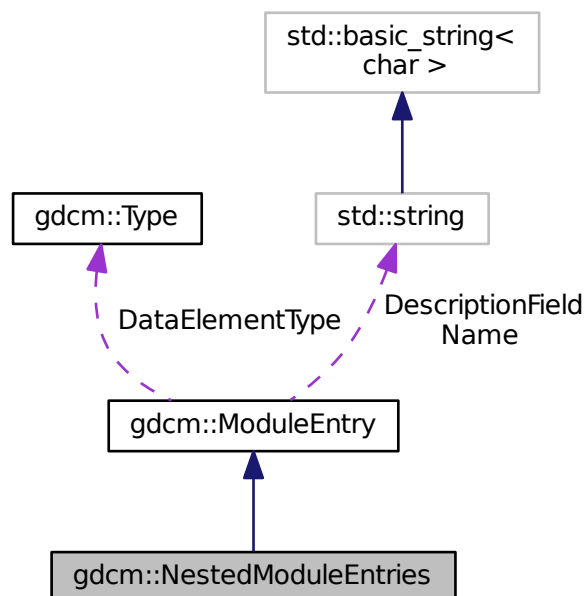 std::basic_string<
char >
gdcm::Type
std::string
DataElementType
DescriptionField
Name
gdcm::ModuleEntry
gdcm::NestedModuleEntries